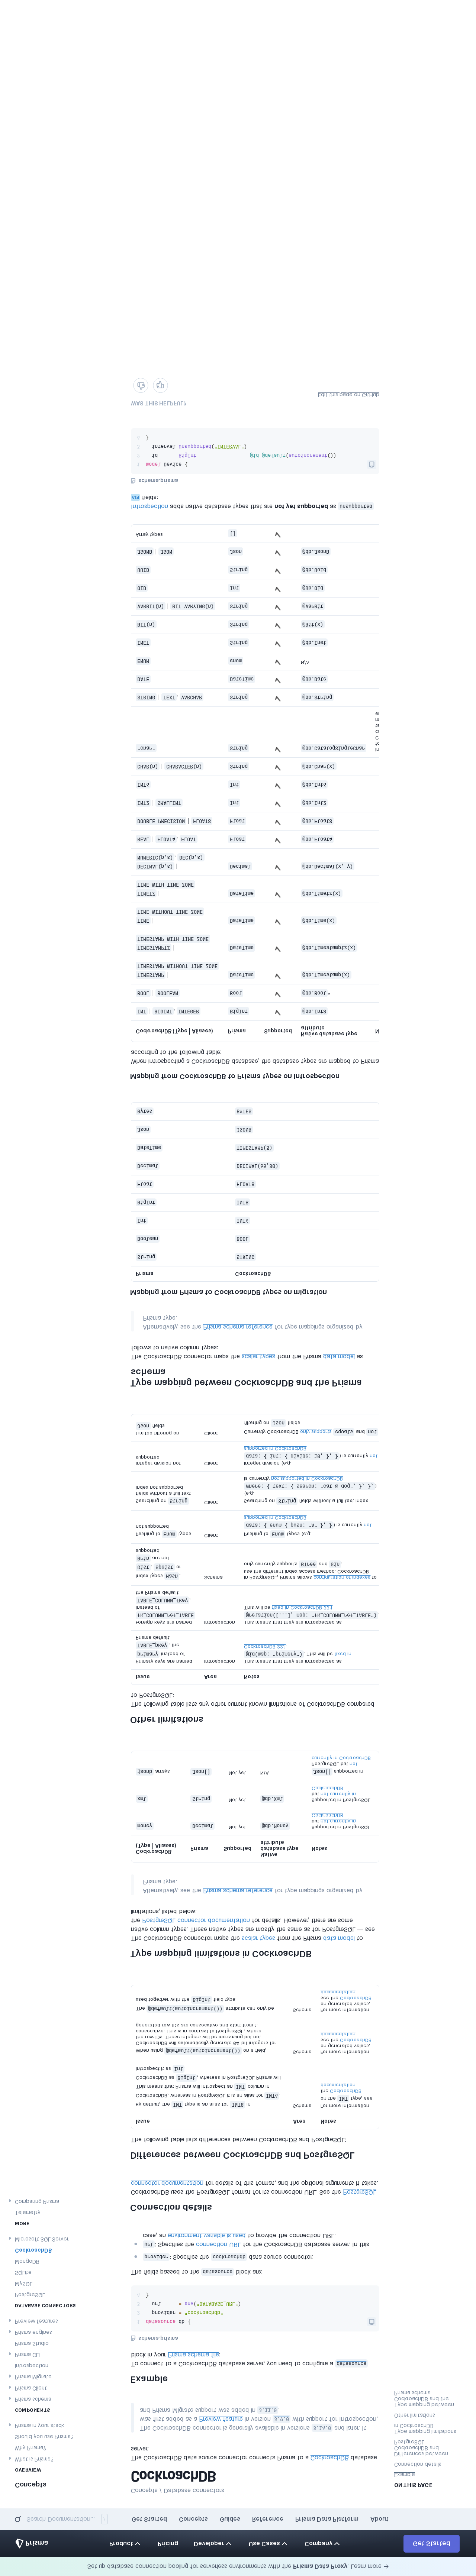 Set up database connection pooling for serverless environments with the Prisma Data Proxy. Learn more →
Prisma
Product
Pricing
Developer
Use Cases
Company
Get Started
Search Documentation...
Get Started
Concepts
Guides
Reference
Prisma Data Platform
About
Concepts
OVERVIEW
What is Prisma?
Why Prisma?
Should you use Prisma?
Prisma in your stack
COMPONENTS
Prisma schema
Prisma Client
Prisma Migrate
Introspection
Prisma CLI
Prisma Studio
Prisma engines
Preview features
DATABASE CONNECTORS
PostgreSQL
MySQL
SQLite
MongoDB
CockroachDB
Microsoft SQL Server
MORE
Telemetry
Comparing Prisma
ON THIS PAGE
Example
Connection details
Differences between
CockroachDB and
PostgreSQL
Type mapping limitations
in CockroachDB
Other limitations
Type mapping between
CockroachDB and the
Prisma schema
Concepts / Database connectors
CockroachDB
The CockroachDB data source connector connects Prisma to a CockroachDB database
server.
The CockroachDB connector is generally available in versions 3.14.0 and later. It
was first added as a Preview feature in version 3.9.0 with support for Introspection,
and Prisma Migrate support was added in 3.11.0.
Example
To connect to a CockroachDB database server, you need to configure a datasource
block in your Prisma schema file:
schema.prisma
1 datasource db {
2 provider = "cockroachdb"
3 url = env("DATABASE_URL")
4 }
The fields passed to the datasource block are:
• provider: Specifies the cockroachdb data source connector.
• url: Specifies the connection URL for the CockroachDB database server. In this
case, an environment variable is used to provide the connection URL.
Connection details
CockroachDB uses the PostgreSQL format for its connection URL. See the PostgreSQL
connector documentation for details of this format, and the optional arguments it takes.
Differences between CockroachDB and PostgreSQL
The following table lists differences between CockroachDB and PostgreSQL:
Issue Area Notes
By default, the INT type is an alias for INT8 in
CockroachDB, whereas in PostgreSQL it is an alias for INT4.
This means that Prisma will introspect an INT column in
CockroachDB as BigInt, whereas in PostgreSQL Prisma will
introspect it as Int.
Schema
For more information
on the INT type, see
the CockroachDB
documentation
When using @default(autoincrement()) on a field,
CockroachDB will automatically generate 64-bit integers for
the row IDs. These integers will be increasing but not
consecutive. This is in contrast to PostgreSQL, where
generated row IDs are consecutive and start from 1.
Schema
For more information
on generated values,
see the CockroachDB
documentation
The @default(autoincrement()) attribute can only be
used together with the BigInt field type.
Schema
For more information
on generated values,
see the CockroachDB
documentation
Type mapping limitations in CockroachDB
The CockroachDB connector maps the scalar types from the Prisma data model to
native column types. These native types are mostly the same as for PostgreSQL — see
the PostgreSQL connector documentation for details. However, there are some
limitations, listed below.
Alternatively, see the Prisma schema reference for type mappings organized by
Prisma type.
CockroachDB
(Type | Aliases)
Prisma
Supported
Native
database type
attribute
Notes
money Decimal Not yet @db.Money
Supported in PostgreSQL
but not currently in
CockroachDB
xml String Not yet @db.Xml
Supported in PostgreSQL
but not currently in
CockroachDB
jsonb arrays Json[] Not yet N/A
Json[] supported in
PostgreSQL but not
currently in CockroachDB
Other limitations
The following table lists any other current known limitations of CockroachDB compared
to PostgreSQL:
Issue Area Notes
Primary keys are named
primary instead of
TABLE_pkey, the
Prisma default.
Introspection
This means that they are introspected as
@@id(map: "primary"). This will be fixed in
CockroachDB 22.1.
Foreign keys are named
fk_COLUMN_ref_TABLE
instead of
TABLE_COLUMN_fkey,
the Prisma default.
Introspection
This means that they are introspected as
@relation([...], map: "fk_COLUMN_ref_TABLE").
This will be fixed in CockroachDB 22.1
Index types Hash,
Gist, SpGist or
Brin are not
supported.
Schema
In PostgreSQL, Prisma allows configuration of indexes to
use the different index access method. CockroachDB
only currently supports BTree and Gin.
Pushing to Enum types
not supported
Client
Pushing to Enum types (e.g.
data: { enum { push: "A", }, }) is currently not
supported in CockroachDB
Searching on String
fields without a full text
index not supported
Client
Searching on String fields without a full text index
(e.g.
where: { text: { search: "cat & dog", }, },)
is currently not supported in CockroachDB
Integer division not
supported
Client
Integer division (e.g.
data: { int: { divide: 10, }, }) is currently not
supported in CockroachDB
Limited filtering on
Json fields
Client
Currently CockroachDB only supports equals and not
filtering on Json fields
Type mapping between CockroachDB and the Prisma
schema
The CockroachDB connector maps the scalar types from the Prisma data model as
follows to native column types:
Alternatively, see the Prisma schema reference for type mappings organized by
Prisma type.
Mapping from Prisma to CockroachDB types on migration
Prisma CockroachDB
String STRING
Boolean BOOL
Int INT4
BigInt INT8
Float FLOAT8
Decimal DECIMAL(65,30)
DateTime TIMESTAMP(3)
Json JSONB
Bytes BYTES
Mapping from CockroachDB to Prisma types on introspection
When introspecting a CockroachDB database, the database types are mapped to Prisma
according to the following table:
CockroachDB (Type | Aliases) Prisma Supported Native database type attribute N
INT | BIGINT, INTEGER BigInt ✔ @db.Int8
BOOL | BOOLEAN Bool ✔ @db.Bool *
TIMESTAMP | TIMESTAMP WITHOUT TIME ZONE DateTime ✔ @db.Timestamp(x)
TIMESTAMPTZ | TIMESTAMP WITH TIME ZONE DateTime ✔ @db.Timestamptz(x)
TIME | TIME WITHOUT TIME ZONE DateTime ✔ @db.Time(x)
TIMETZ | TIME WITH TIME ZONE DateTime ✔ @db.Timetz(x)
DECIMAL(p,s) | NUMERIC(p,s), DEC(p,s) Decimal ✔ @db.Decimal(x, y)
REAL | FLOAT4, FLOAT Float ✔ @db.Float4
DOUBLE PRECISION | FLOAT8 Float ✔ @db.Float8
INT2 | SMALLINT Int ✔ @db.Int2
INT4 Int ✔ @db.Int4
CHAR(n) | CHARACTER(n) String ✔ @db.Char(x)
"char" String ✔ @db.CatalogSingleChar
STRING | TEXT, VARCHAR String ✔ @db.String
DATE DateTime ✔ @db.Date
ENUM enum ✔ N/A
INET String ✔ @db.Inet
BIT(n) String ✔ @Bit(x)
VARBIT(n) | BIT VARYING(n) String ✔ @VarBit
OID Int ✔ @db.Oid
UUID String ✔ @db.Uuid
JSONB | JSON Json ✔ @db.JsonB
Array types [] ✔
Introspection adds native database types that are not yet supported as Unsupported
fields:
schema.prisma
1 model Device {
2 id BigInt @id @default(autoincrement())
3 interval Unsupported("INTERVAL")
4 }
WAS THIS HELPFUL?
Edit this page on GitHub